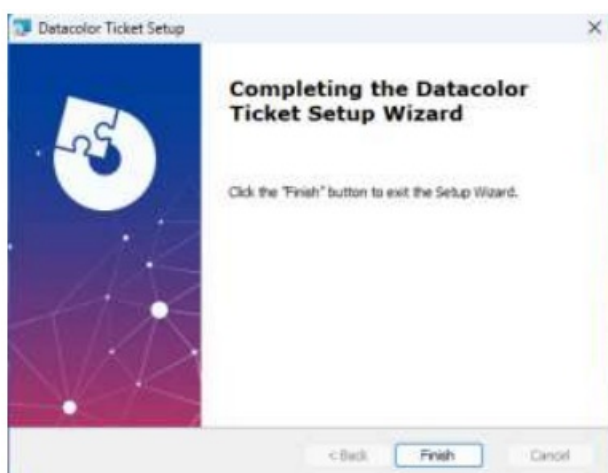 Datacolor Ticket Setup
Completing the Datacolor
Ticket Setup Wizard
Click the "Finish" button to exit the Setup Wizard.
< Back
Finish
Cancel